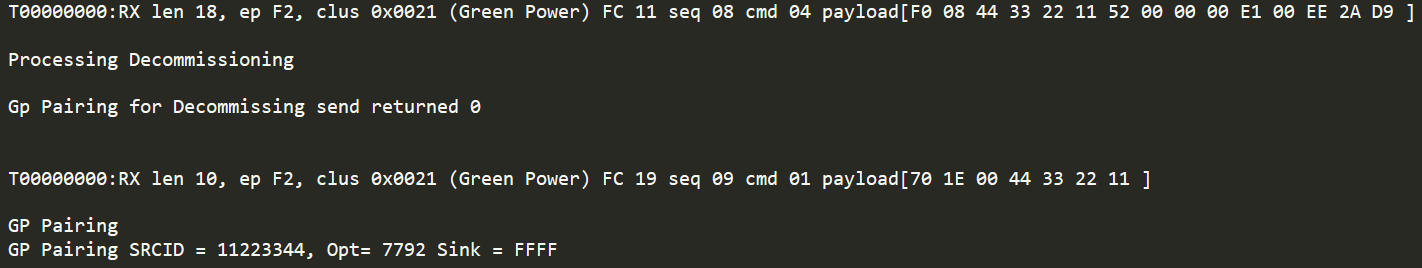 T00000000:RX len 18, ep F2, clus 0x0021 (Green Power) FC 11 seq 08 cmd 04 payload[F0 08 44 33 22 11 52 00 00 00 E1 00 EE 2A D9 ]
Processing Decommissioning
Gp Pairing for Decommissing send returned 0
T00000000:RX len 10, ep F2, clus 0x0021 (Green Power) FC 19 seq 09 cmd 01 payload[70 1E 00 44 33 22 11 ]
GP Pairing
GP Pairing SRCID = 11223344, Opt= 7792 Sink = FFFF